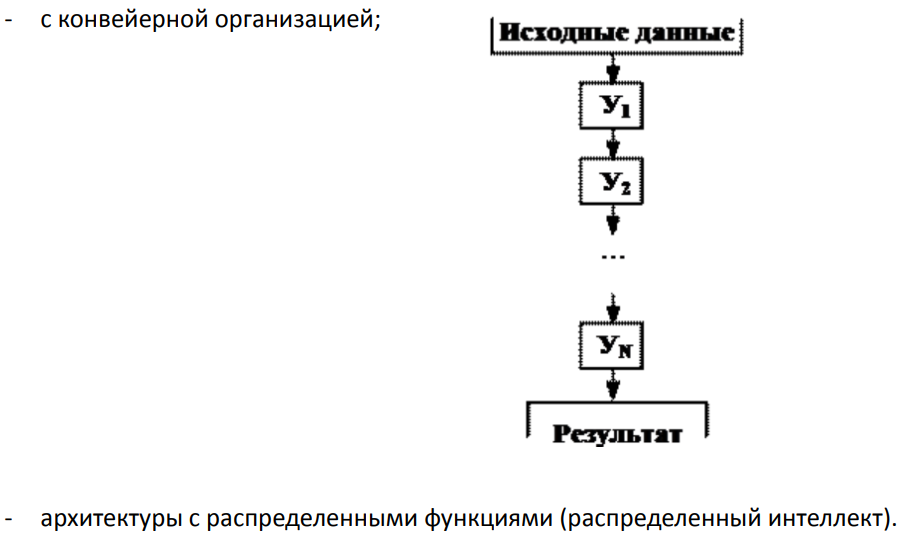 - с конвейерной организацией;
Исходные данные
У1
У2
...
УN
Результат
- архитектуры с распределенными функциями (распределенный интеллект).